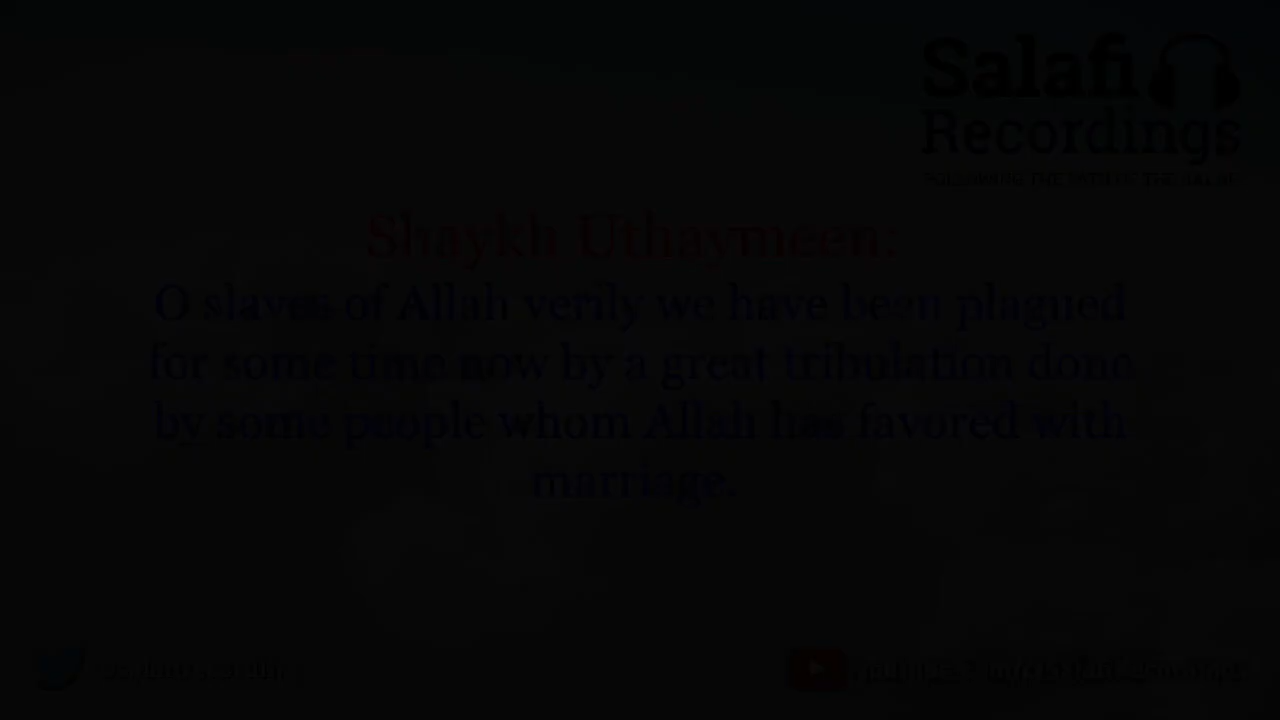 Salafi
Recordings
Shaykh Uthaymeen:
O slaves of Allah verily we have been plagued
for some time now by a great tribulation done
by some people whom Allah has favored with
marriage.